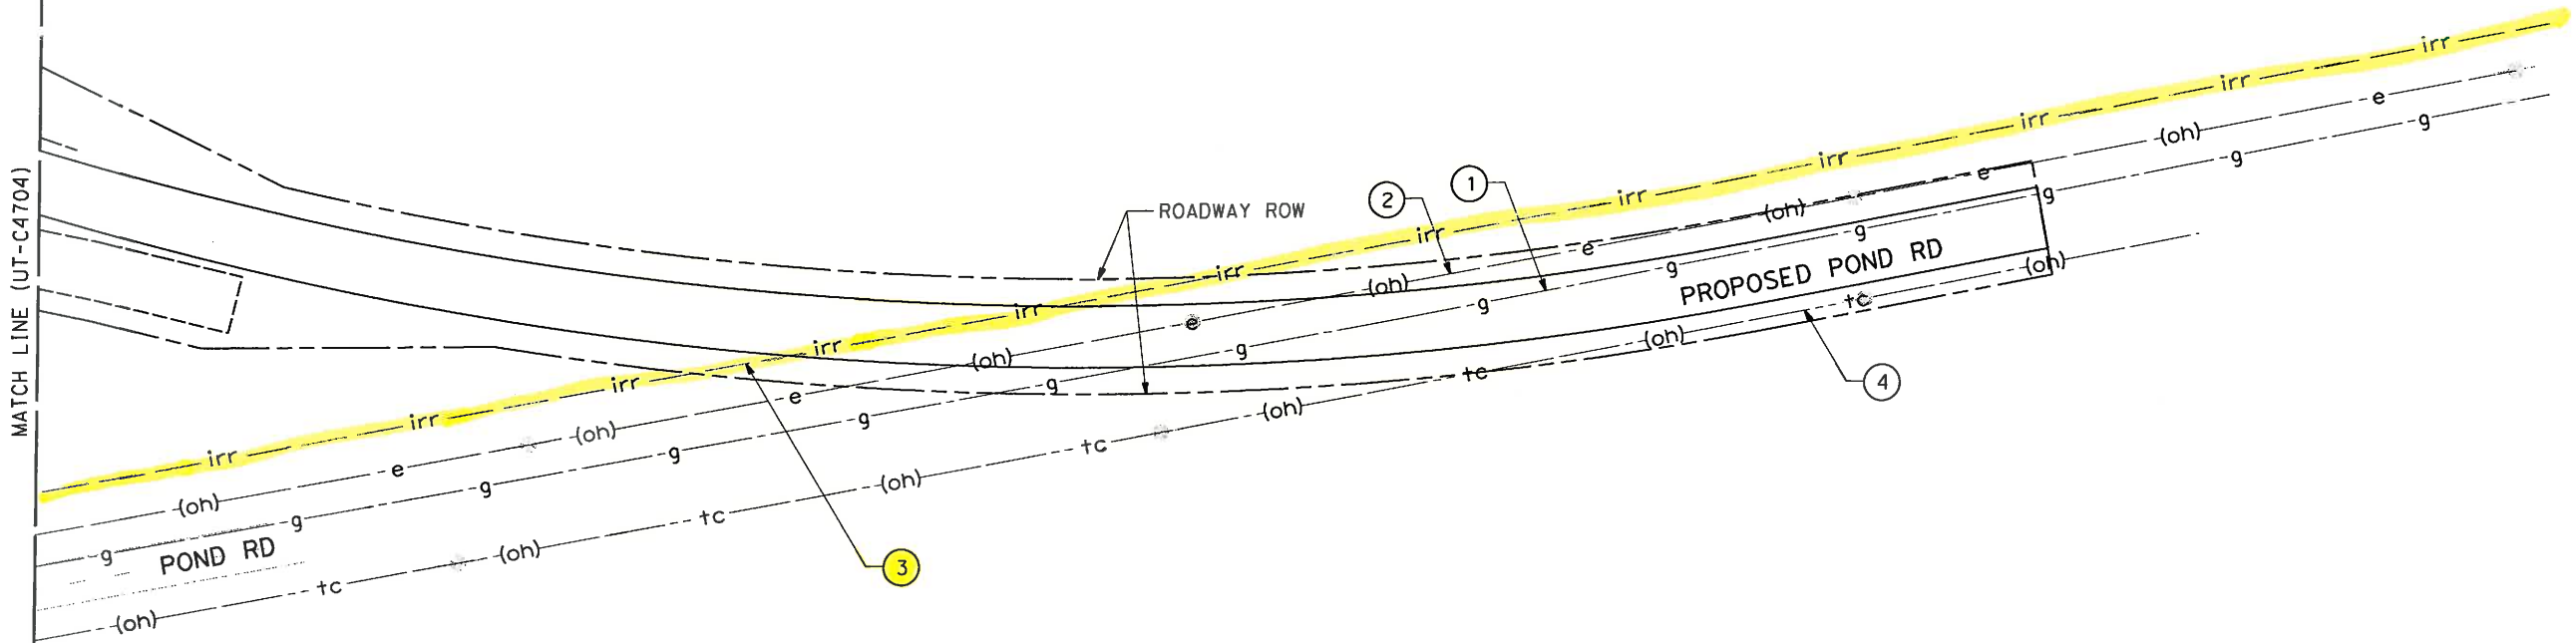 MATCH LINE (UT-C4704)
irr irr irr irr irr irr irr irr irr irr irr irr
(oh) e (oh) e (oh) e (oh) e (oh) e (oh) e
g g g g g g g g g g g g g
(oh) tc (oh) tc (oh) tc (oh) tc (oh) tc (oh)
ROADWAY ROW
2
1
PROPOSED POND RD
4
3
POND RD